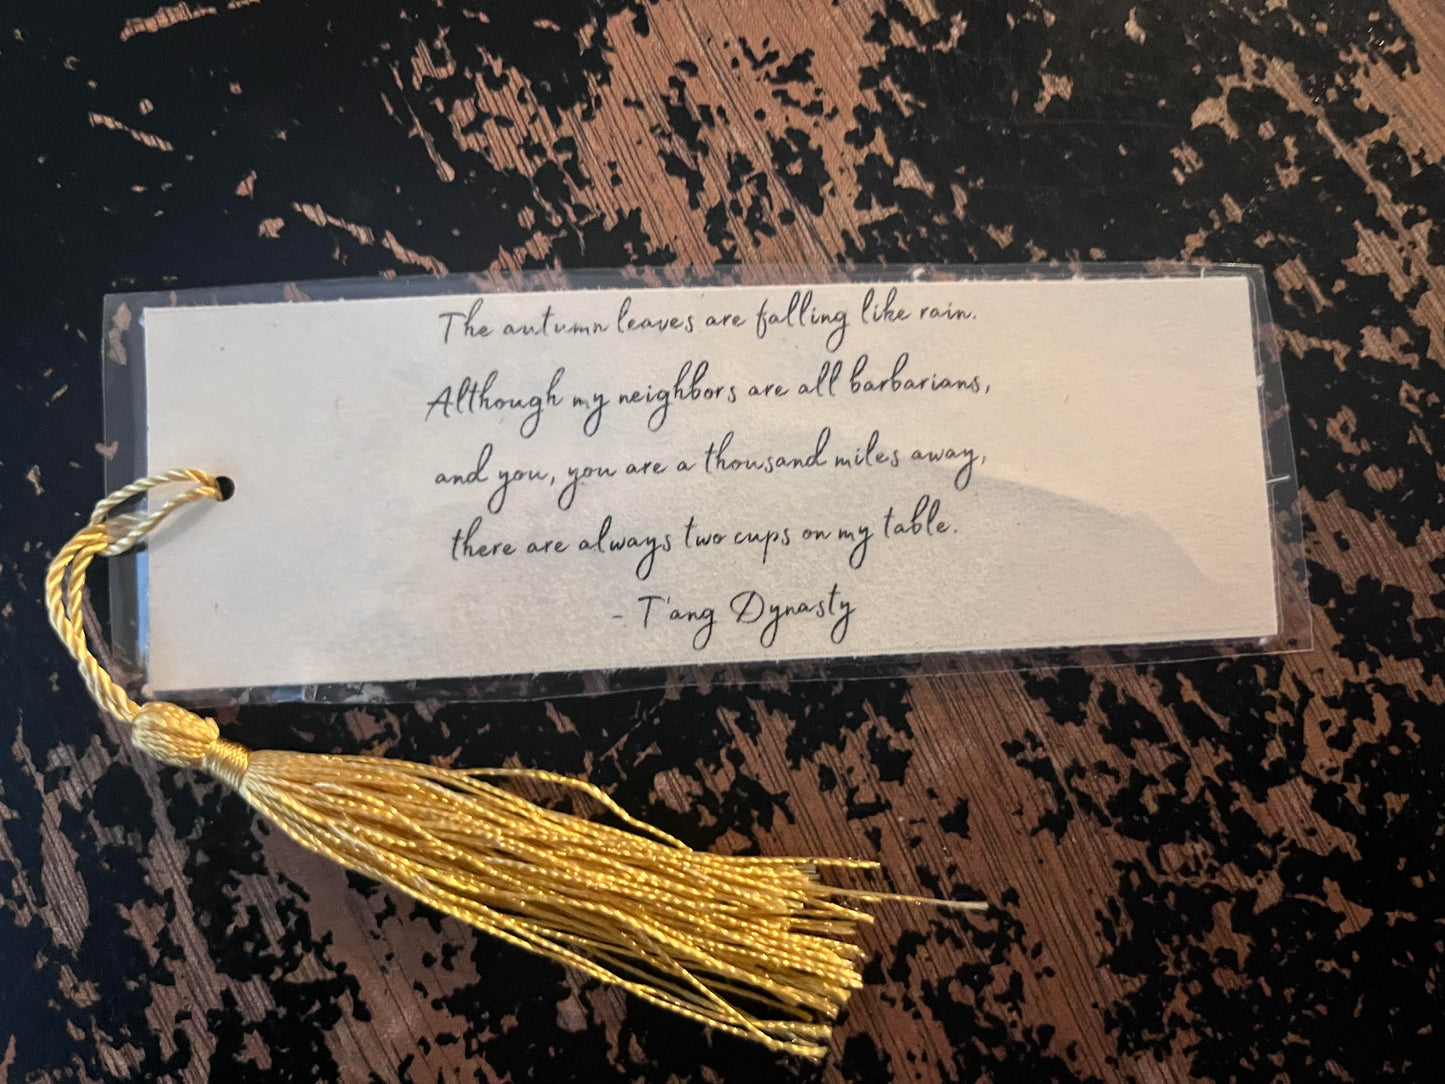 The autumn leaves are falling like rain.
Although my neighbors are all barbarians,
and you, you are a thousand miles away,
there are always two cups on my table.
- T'ang Dynasty